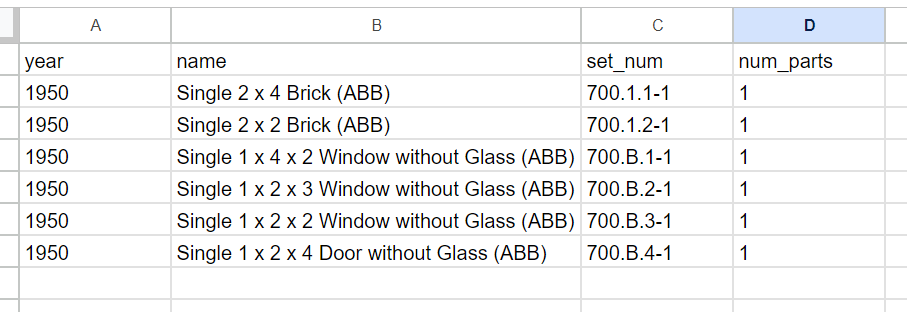 A B C D
year name set_num num_parts
1950 Single 2 x 4 Brick (ABB) 700.1.1-1 1
1950 Single 2 x 2 Brick (ABB) 700.1.2-1 1
1950 Single 1 x 4 x 2 Window without Glass (ABB) 700.B.1-1 1
1950 Single 1 x 2 x 3 Window without Glass (ABB) 700.B.2-1 1
1950 Single 1 x 2 x 2 Window without Glass (ABB) 700.B.3-1 1
1950 Single 1 x 2 x 4 Door without Glass (ABB) 700.B.4-1 1